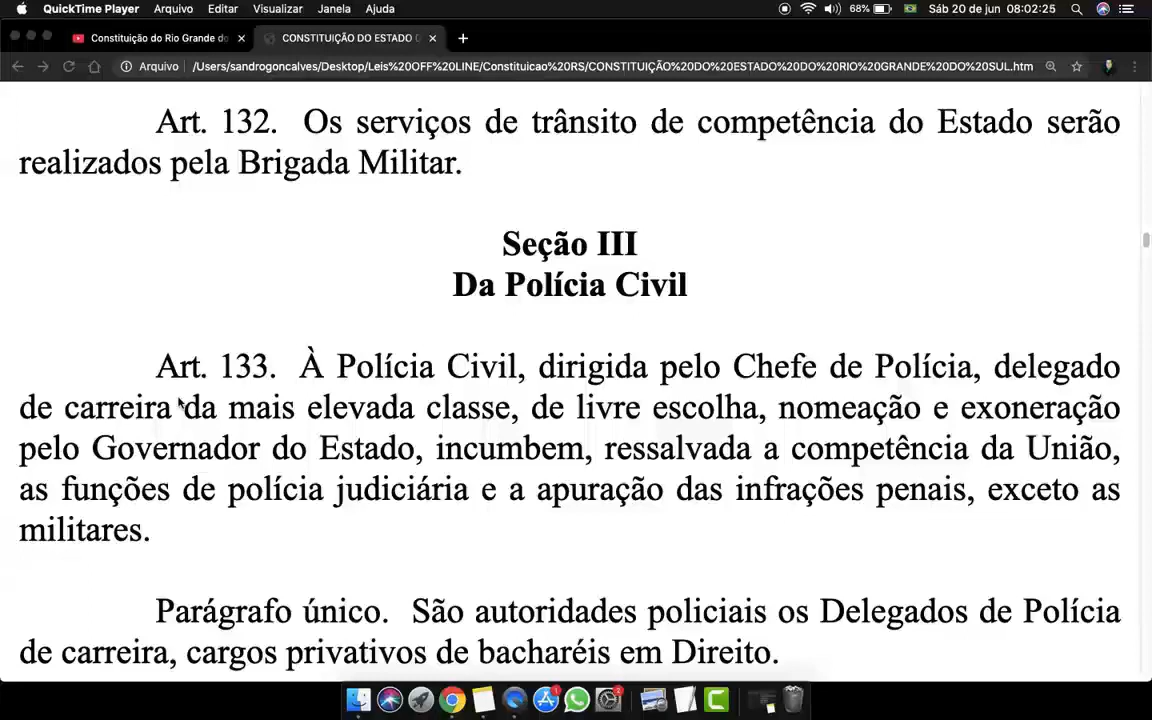 QuickTime Player Arquivo Editar Visualizar Janela Ajuda 68% Sáb 20 de jun 08:02:25
Constituição do Rio Grande do CONSTITUIÇÃO DO ESTADO
Arquivo /Users/sandrogoncalves/Desktop/Leis%20OFF%20LINE/Constituicao%20RS/CONSTITUIÇÃO%20DO%20ESTADO%20DO%20RIO%20GRANDE%20DO%20SUL.htm
Art. 132. Os serviços de trânsito de competência do Estado serão
realizados pela Brigada Militar.
Seção III
Da Polícia Civil
Art. 133. À Polícia Civil, dirigida pelo Chefe de Polícia, delegado
de carreira da mais elevada classe, de livre escolha, nomeação e exoneração
pelo Governador do Estado, incumbem, ressalvada a competência da União,
as funções de polícia judiciária e a apuração das infrações penais, exceto as
militares.
Parágrafo único. São autoridades policiais os Delegados de Polícia
de carreira, cargos privativos de bacharéis em Direito.